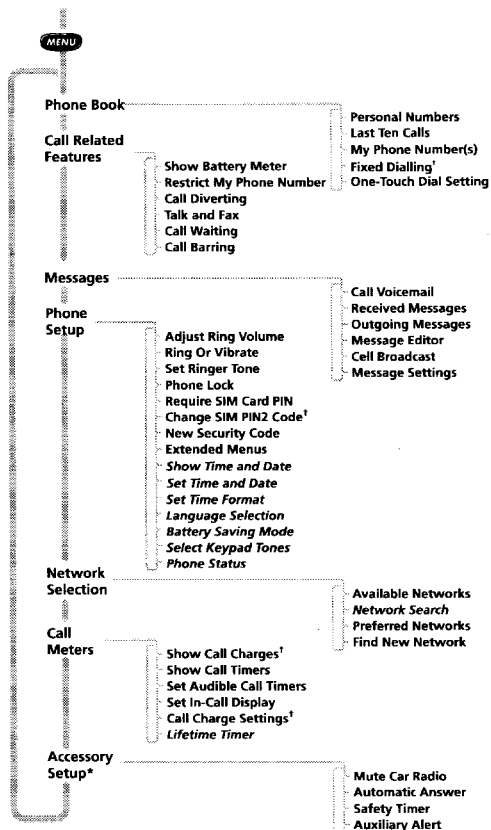 MENU
Phone Book
Personal Numbers
Last Ten Calls
My Phone Number(s)
Fixed Dialling†
One-Touch Dial Setting
Call Related
Features
Show Battery Meter
Restrict My Phone Number
Call Diverting
Talk and Fax
Call Waiting
Call Barring
Messages
Call Voicemail
Received Messages
Outgoing Messages
Message Editor
Cell Broadcast
Message Settings
Phone
Setup
Adjust Ring Volume
Ring Or Vibrate
Set Ringer Tone
Phone Lock
Require SIM Card PIN
Change SIM PIN2 Code†
New Security Code
Extended Menus
Show Time and Date
Set Time and Date
Set Time Format
Language Selection
Battery Saving Mode
Select Keypad Tones
Phone Status
Network
Selection
Available Networks
Network Search
Preferred Networks
Find New Network
Call
Meters
Show Call Charges†
Show Call Timers
Set Audible Call Timers
Set In-Call Display
Call Charge Settings†
Lifetime Timer
Accessory
Setup*
Mute Car Radio
Automatic Answer
Safety Timer
Auxiliary Alert